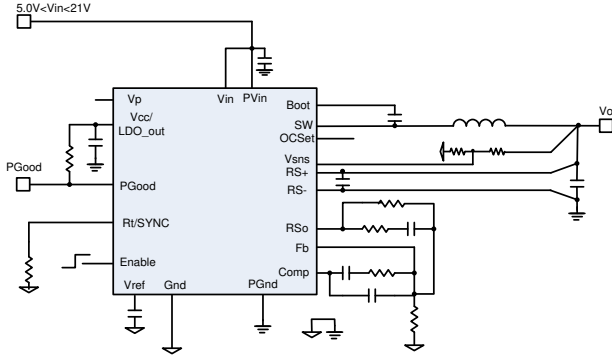 5.0V<Vin<21V
Vin PVin
Vp
Vcc/
LDO_out
Boot
SW
Vo
OCSet
Vsns
RS+
PGood
PGood
RS-
Rt/SYNC
RSo
Fb
Enable
Comp
Vref Gnd PGnd